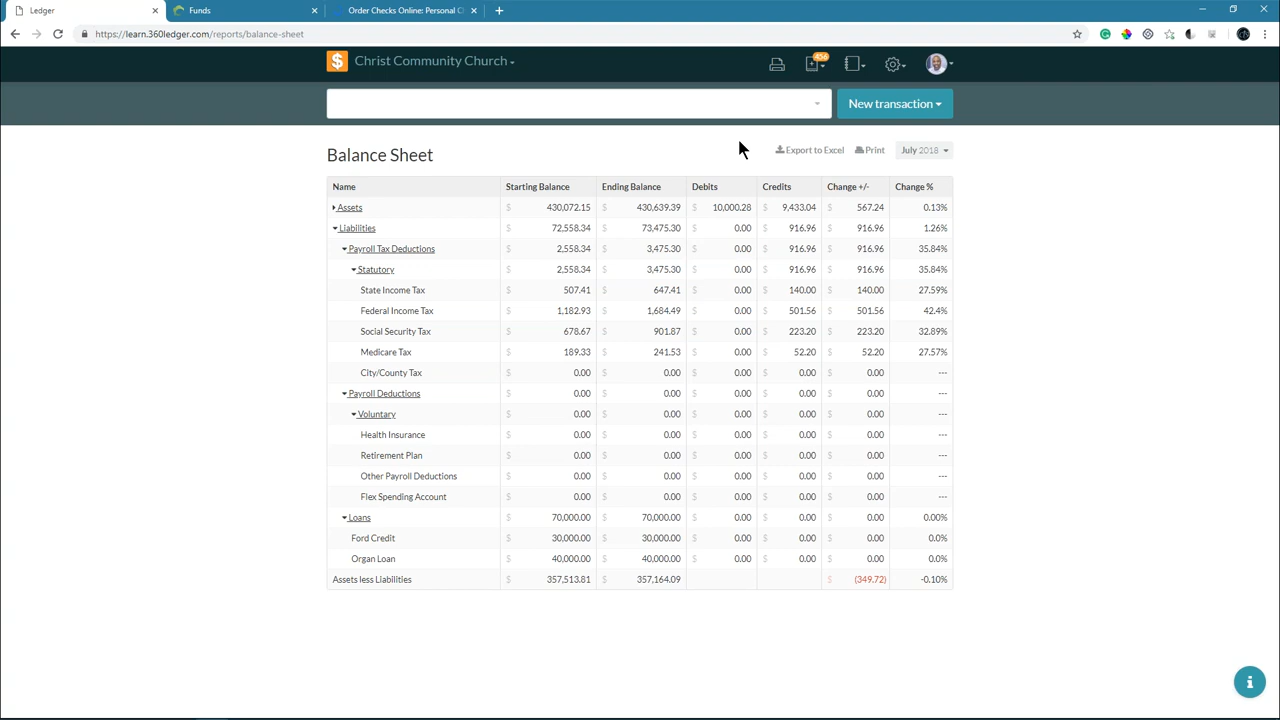 Ledger
Funds
Order Checks Online: Personal C
https://learn.360ledger.com/reports/balance-sheet
$ Christ Community Church
New transaction
Balance Sheet
Export to Excel Print July 2018
Name Starting Balance Ending Balance Debits Credits Change +/- Change %
Assets $ 430,072.15 $ 430,639.39 $ 10,000.28 $ 9,433.04 $ 567.24 0.13%
Liabilities $ 72,558.34 $ 73,475.30 $ 0.00 $ 916.96 $ 916.96 1.26%
Payroll Tax Deductions $ 2,558.34 $ 3,475.30 $ 0.00 $ 916.96 $ 916.96 35.84%
Statutory $ 2,558.34 $ 3,475.30 $ 0.00 $ 916.96 $ 916.96 35.84%
State Income Tax $ 507.41 $ 647.41 $ 0.00 $ 140.00 $ 140.00 27.59%
Federal Income Tax $ 1,182.93 $ 1,684.49 $ 0.00 $ 501.56 $ 501.56 42.4%
Social Security Tax $ 678.67 $ 901.87 $ 0.00 $ 223.20 $ 223.20 32.89%
Medicare Tax $ 189.33 $ 241.53 $ 0.00 $ 52.20 $ 52.20 27.57%
City/County Tax $ 0.00 $ 0.00 $ 0.00 $ 0.00 $ 0.00 ---
Payroll Deductions $ 0.00 $ 0.00 $ 0.00 $ 0.00 $ 0.00 ---
Voluntary $ 0.00 $ 0.00 $ 0.00 $ 0.00 $ 0.00 ---
Health Insurance $ 0.00 $ 0.00 $ 0.00 $ 0.00 $ 0.00 ---
Retirement Plan $ 0.00 $ 0.00 $ 0.00 $ 0.00 $ 0.00 ---
Other Payroll Deductions $ 0.00 $ 0.00 $ 0.00 $ 0.00 $ 0.00 ---
Flex Spending Account $ 0.00 $ 0.00 $ 0.00 $ 0.00 $ 0.00 ---
Loans $ 70,000.00 $ 70,000.00 $ 0.00 $ 0.00 $ 0.00 0.00%
Ford Credit $ 30,000.00 $ 30,000.00 $ 0.00 $ 0.00 $ 0.00 0.0%
Organ Loan $ 40,000.00 $ 40,000.00 $ 0.00 $ 0.00 $ 0.00 0.0%
Assets less Liabilities $ 357,513.81 $ 357,164.09 $ (349.72) -0.10%
i